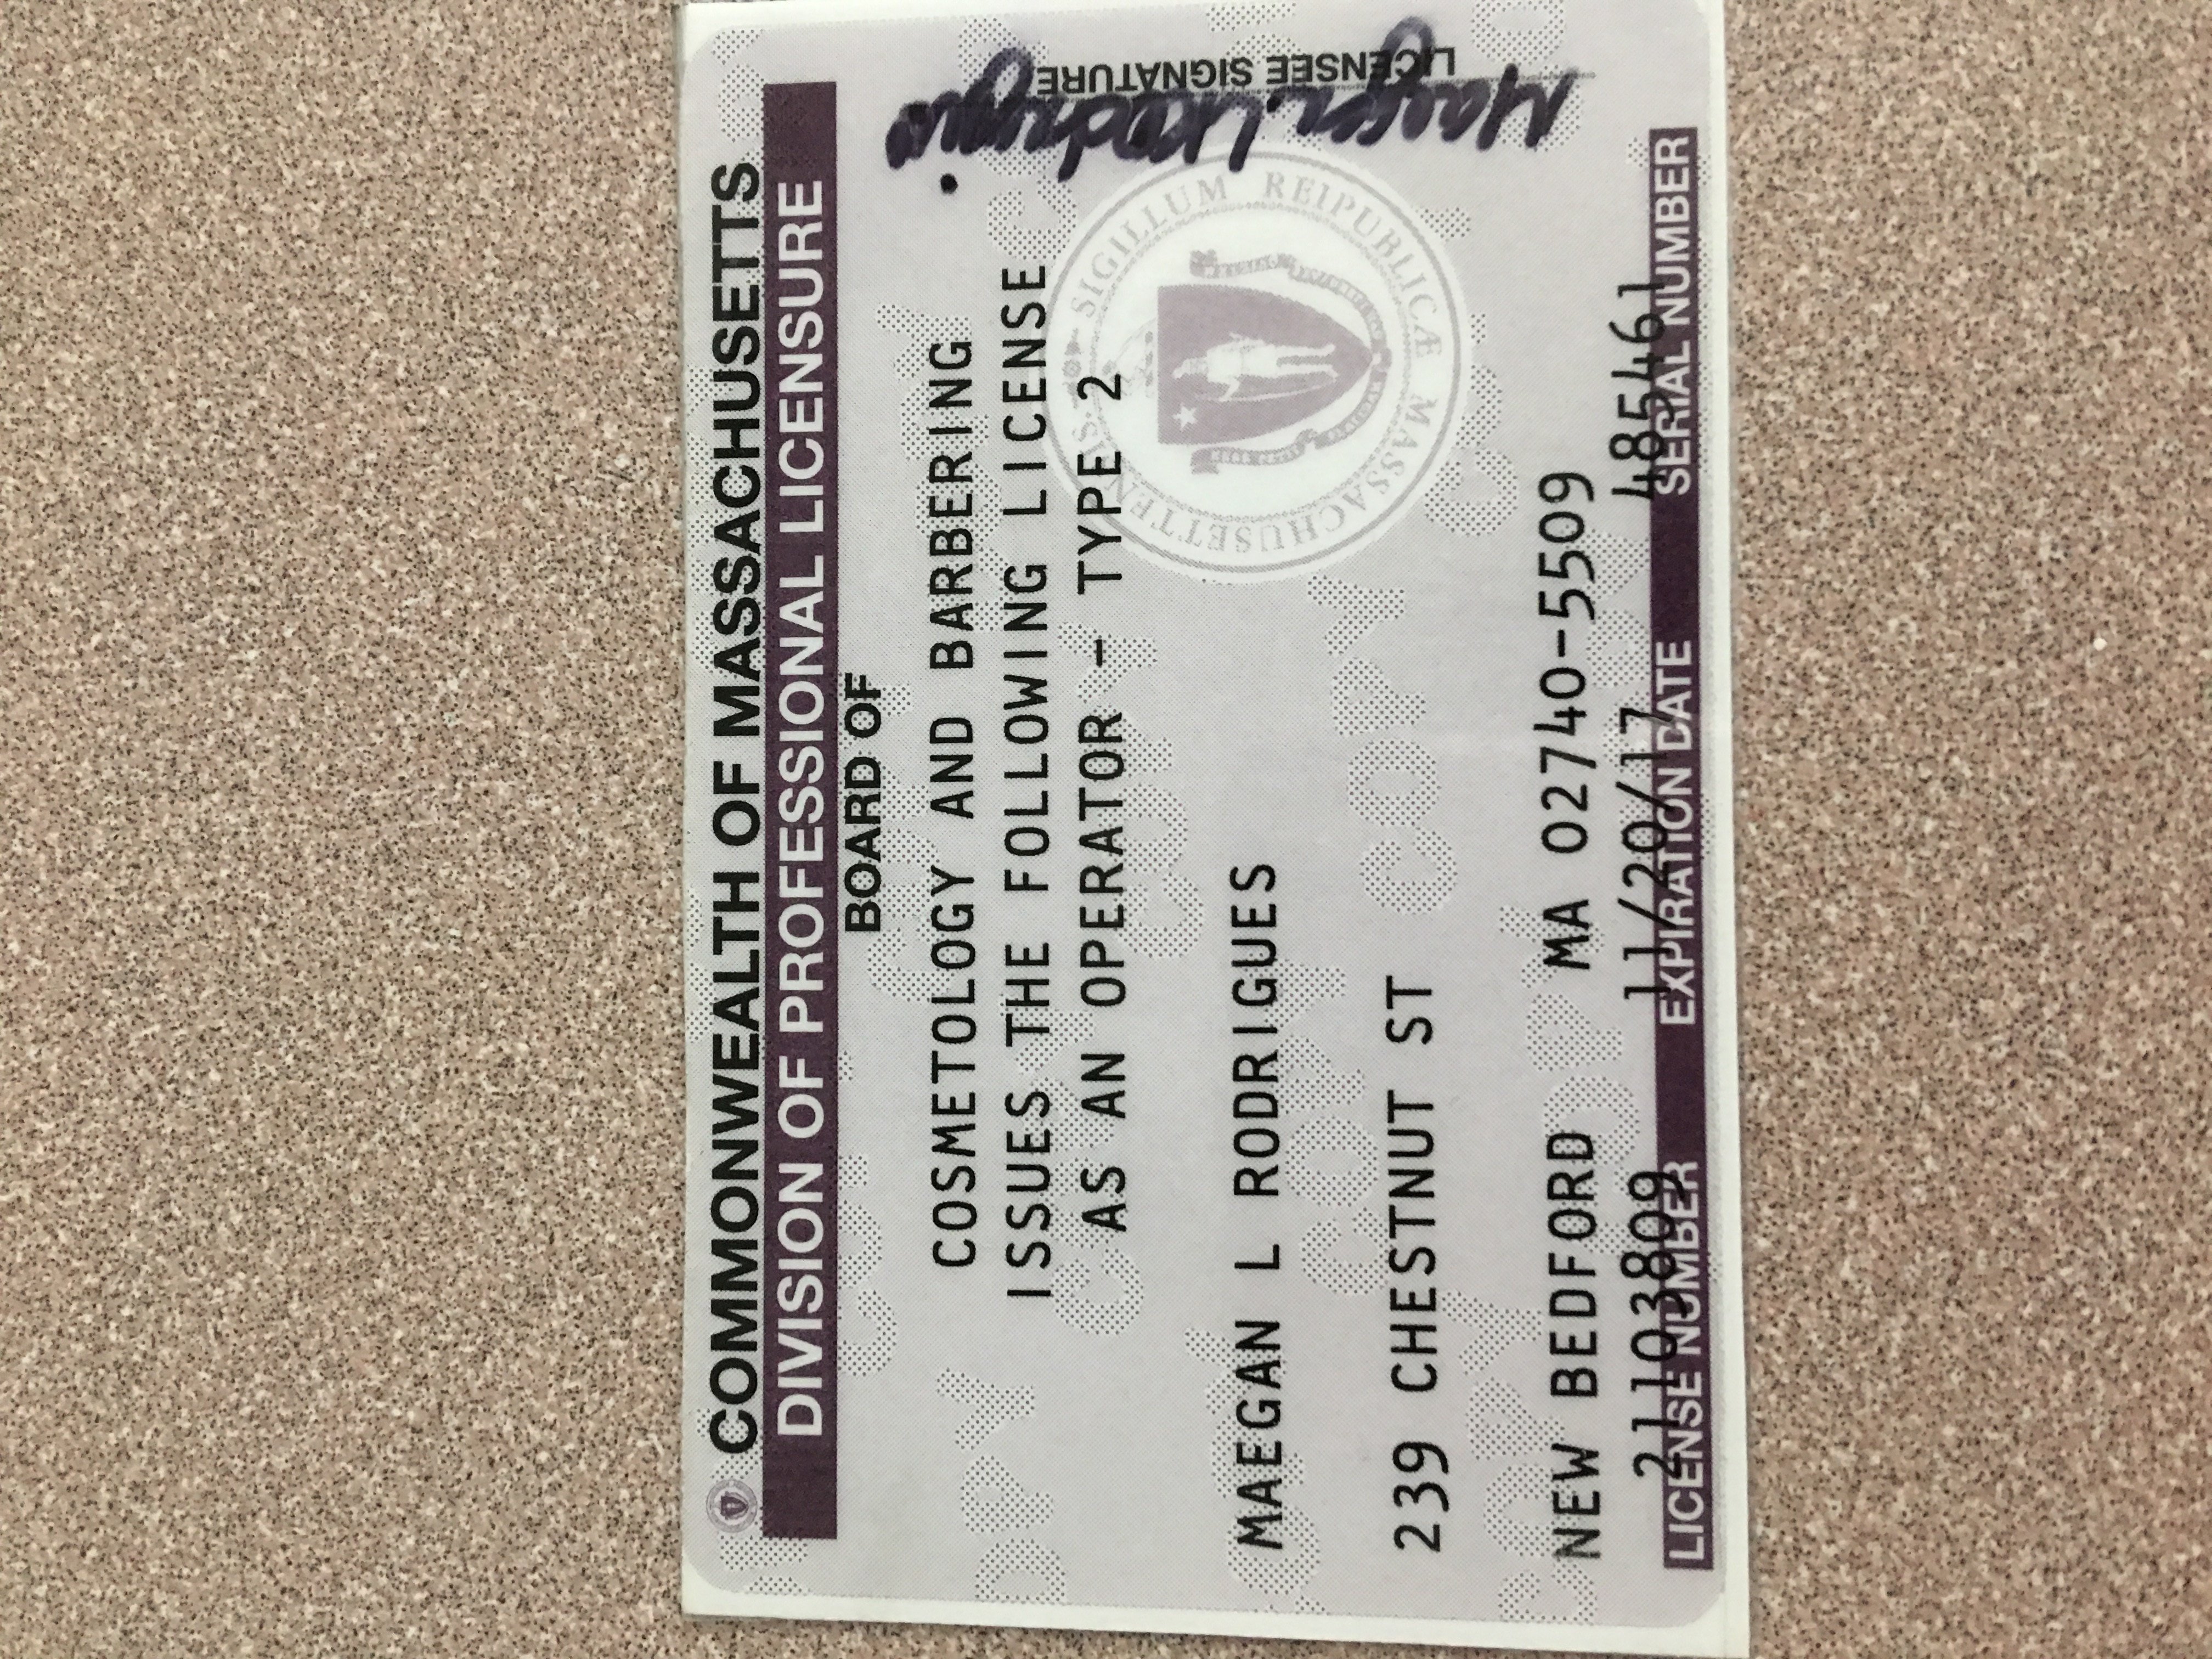 COMMONWEALTH OF MASSACHUSETTS
DIVISION OF PROFESSIONAL LICENSURE
BOARD OF
COSMETOLOGY AND BARBERING
ISSUES THE FOLLOWING LICENSE
AS AN OPERATOR - TYPE 2
MAEGAN L RODRIGUES
239 CHESTNUT ST
NEW BEDFORD MA 02740-5509
21103809 11/20/17 485461
LICENSE NUMBER EXPIRATION DATE SERIAL NUMBER
LICENSEE SIGNATURE
SIGILLUM REIPUBLICÆ MASSACHUSETTENSIS
COPY